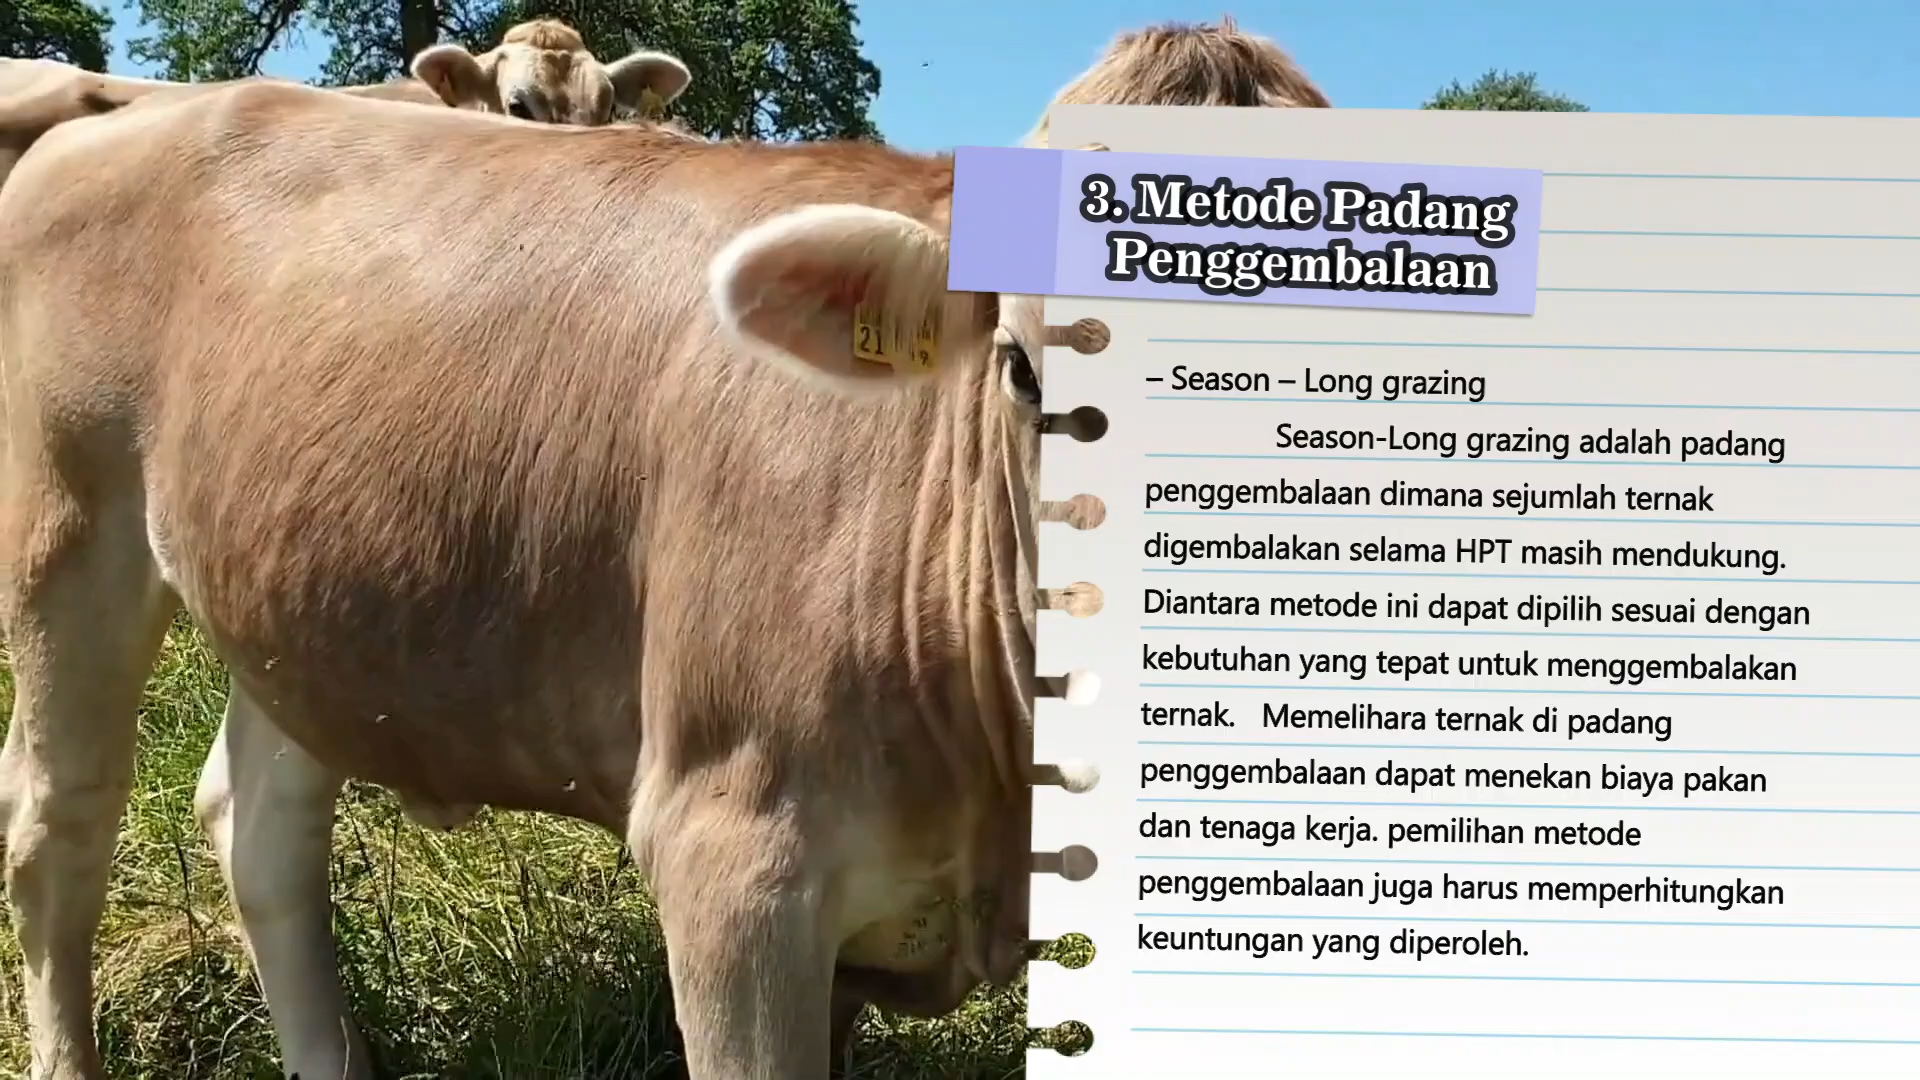 3. Metode Padang
Penggembalaan
– Season – Long grazing
Season-Long grazing adalah padang
penggembalaan dimana sejumlah ternak
digembalakan selama HPT masih mendukung.
Diantara metode ini dapat dipilih sesuai dengan
kebutuhan yang tepat untuk menggembalakan
ternak.   Memelihara ternak di padang
penggembalaan dapat menekan biaya pakan
dan tenaga kerja. pemilihan metode
penggembalaan juga harus memperhitungkan
keuntungan yang diperoleh.
21